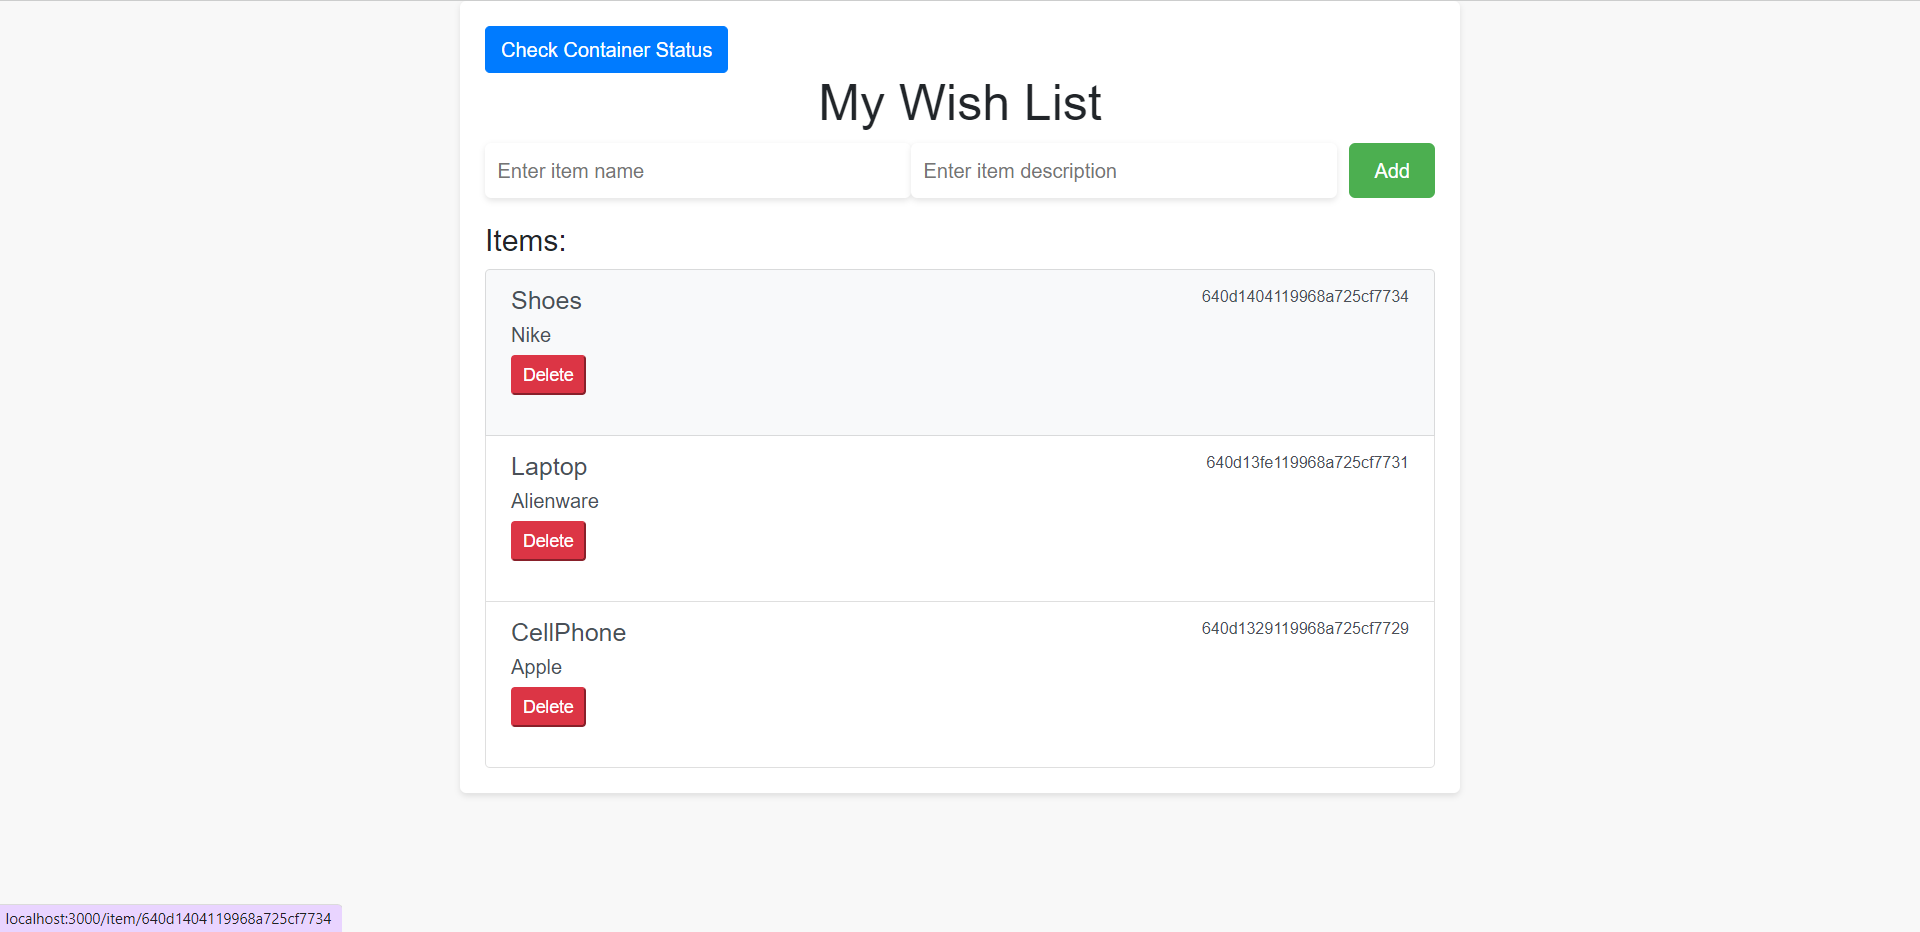 Check Container Status
My Wish List
Enter item name
Enter item description
Add
Items:
Shoes
640d1404119968a725cf7734
Nike
Delete
Laptop
640d13fe119968a725cf7731
Alienware
Delete
CellPhone
640d1329119968a725cf7729
Apple
Delete
localhost:3000/item/640d1404119968a725cf7734